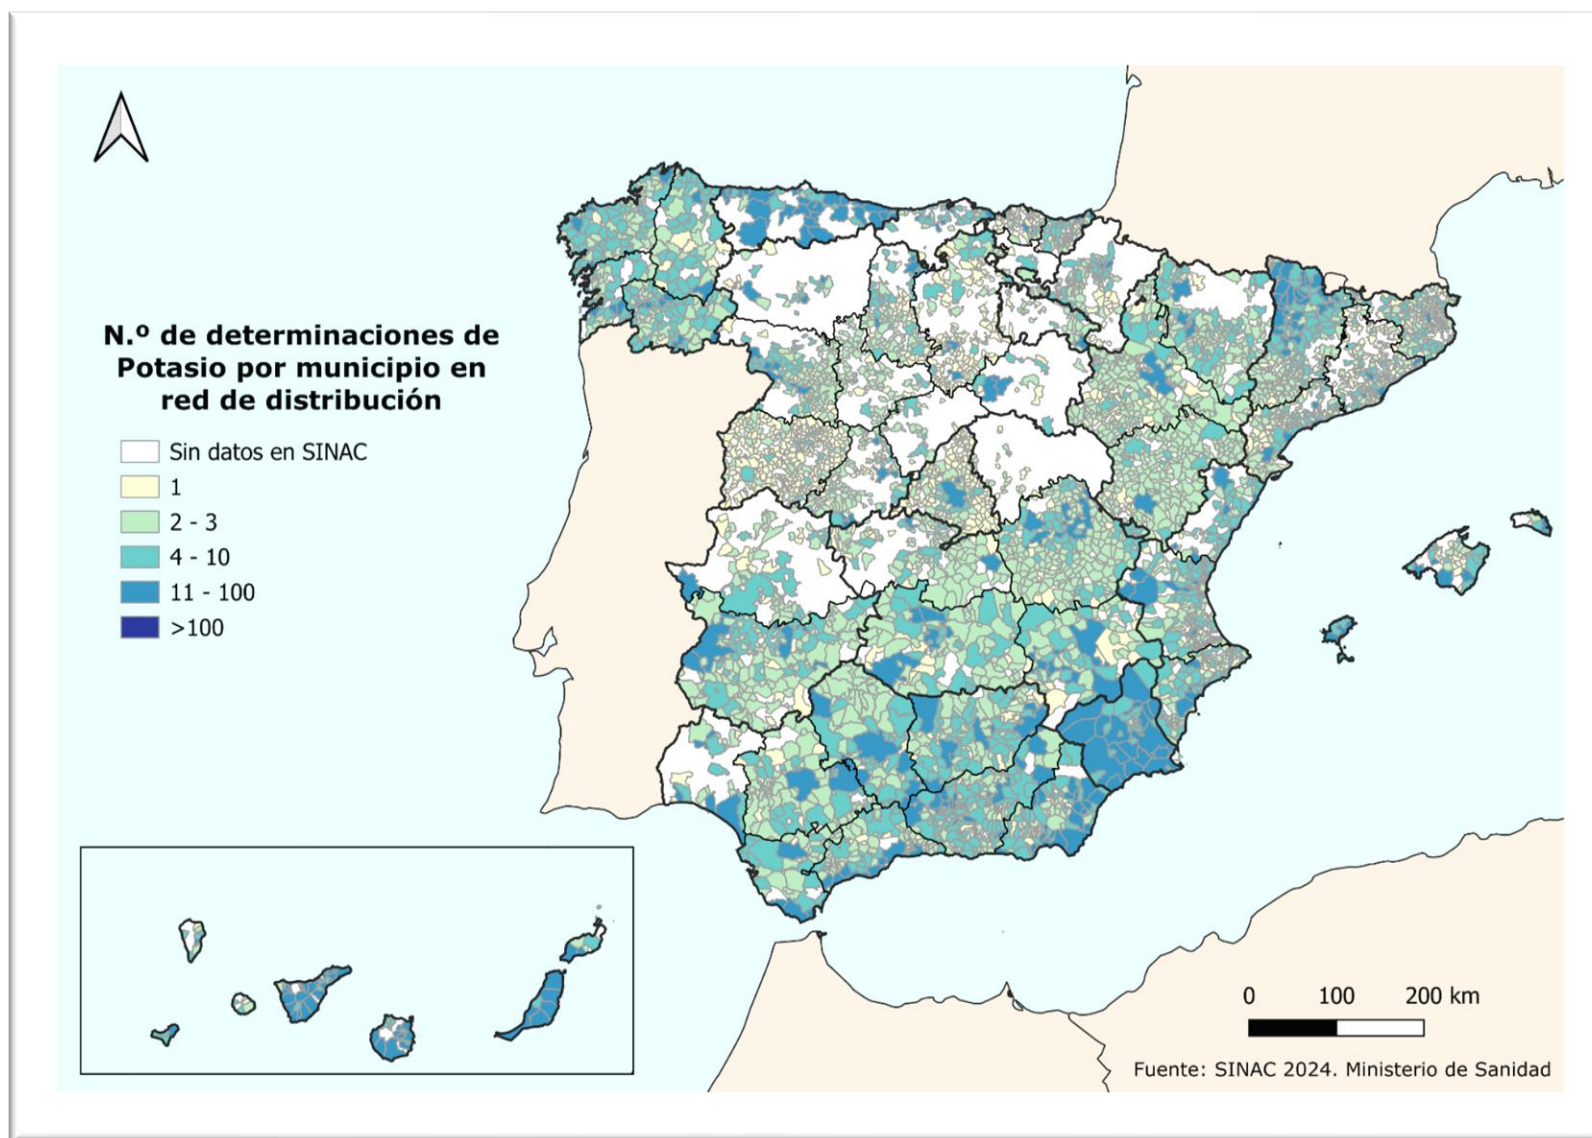 N.º de determinaciones de
Potasio por municipio en
red de distribución
Sin datos en SINAC
1
2 - 3
4 - 10
11 - 100
>100
0 100 200 km
Fuente: SINAC 2024. Ministerio de Sanidad